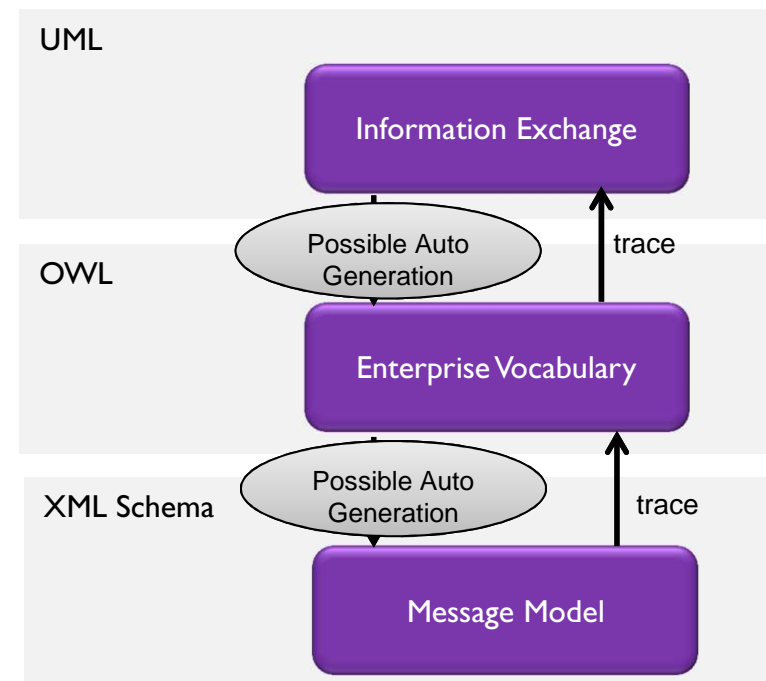 UML
Information Exchange
Possible Auto
Generation
trace
OWL
Enterprise Vocabulary
Possible Auto
Generation
XML Schema
trace
Message Model